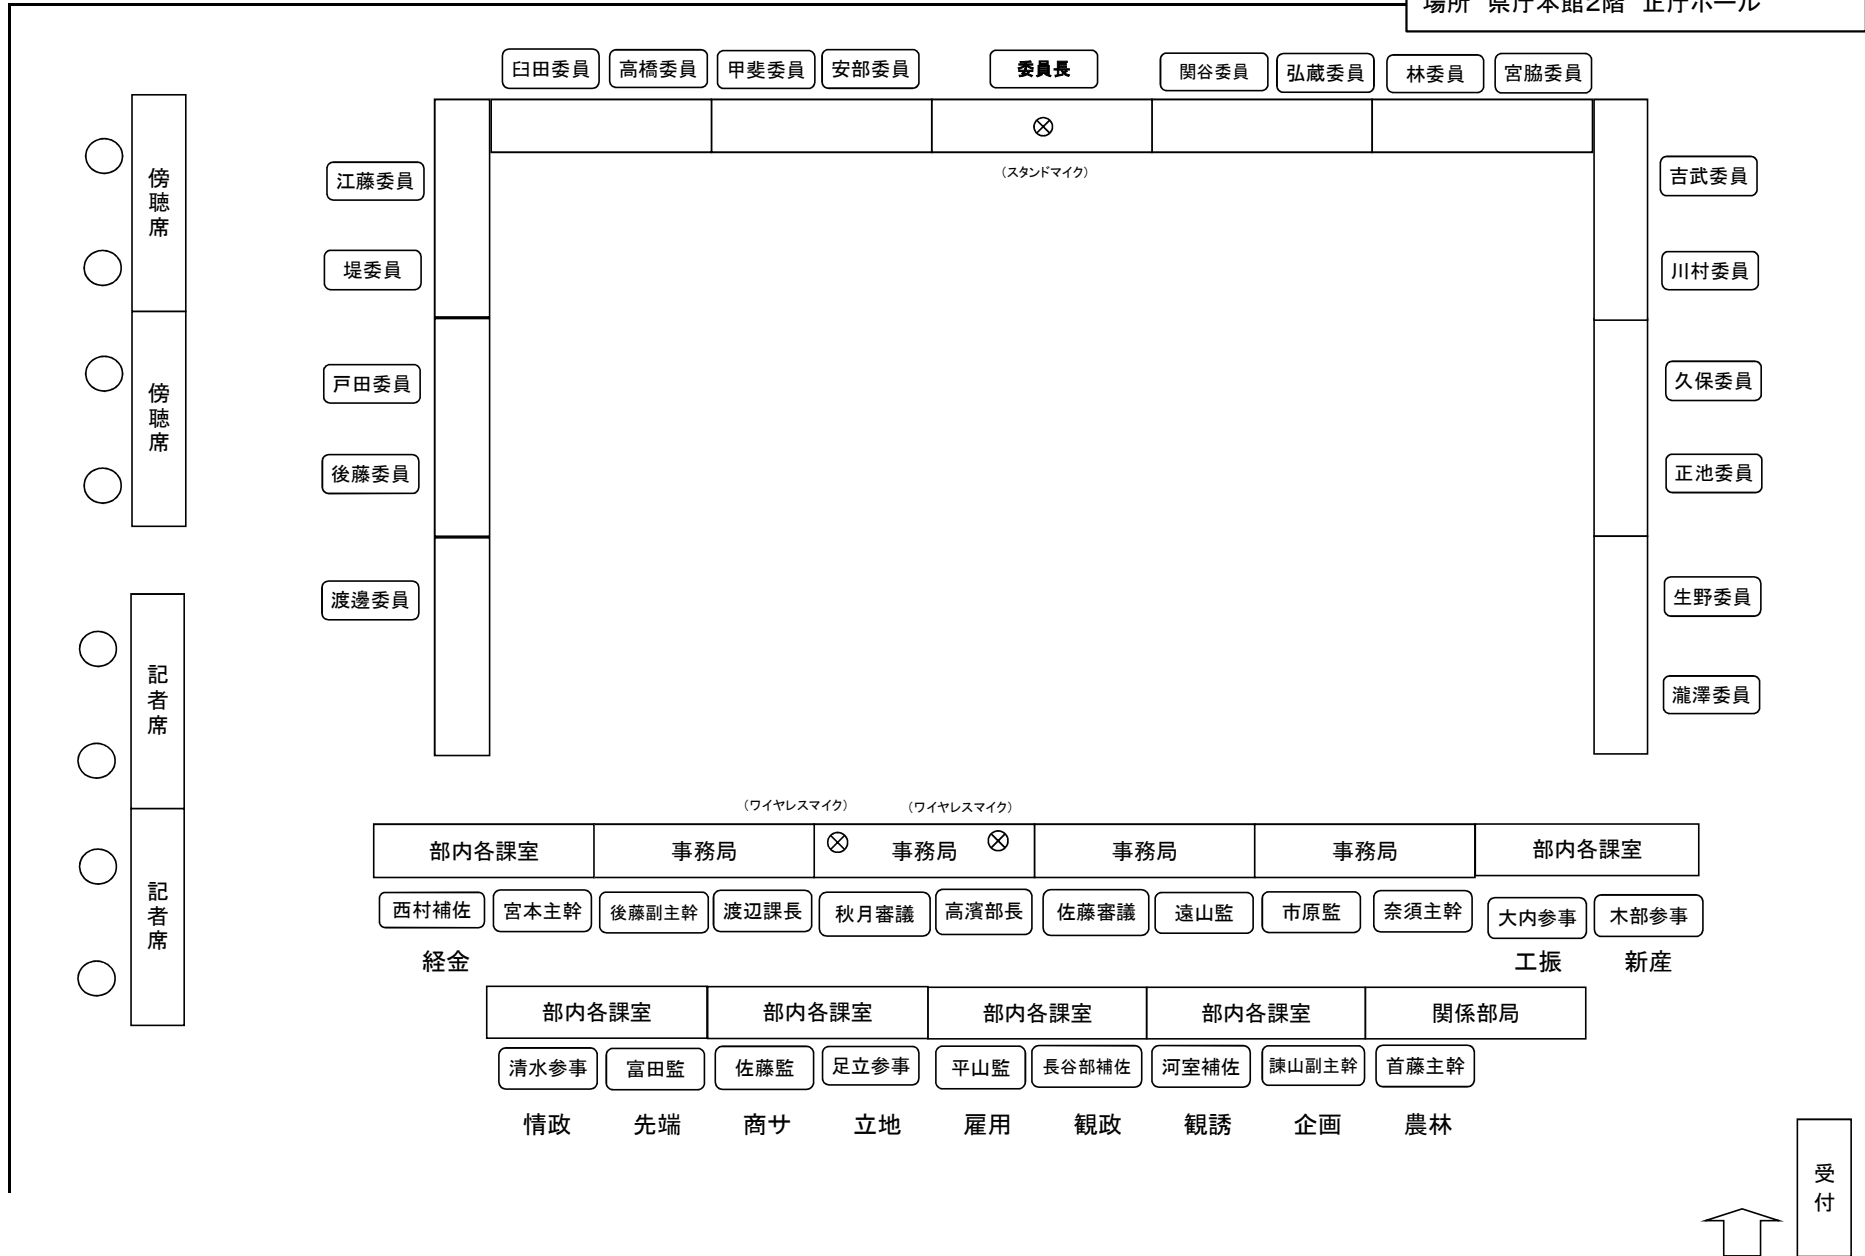 場所 県庁本館2階 正庁ホール
臼田委員 高橋委員 甲斐委員 安部委員 委員長 関谷委員 弘蔵委員 林委員 宮脇委員
(スタンドマイク)
傍聴席
傍聴席
記者席
記者席
江藤委員
堤委員
戸田委員
後藤委員
渡邊委員
吉武委員
川村委員
久保委員
正池委員
生野委員
瀧澤委員
(ワイヤレスマイク) (ワイヤレスマイク)
部内各課室 事務局 事務局 事務局 事務局 部内各課室
西村補佐 宮本主幹 後藤副主幹 渡辺課長 秋月審議 高濱部長 佐藤審議 遠山監 市原監 奈須主幹 大内参事 木部参事
経金 工振 新産
部内各課室 部内各課室 部内各課室 部内各課室 関係部局
清水参事 富田監 佐藤監 足立参事 平山監 長谷部補佐 河室補佐 諌山副主幹 首藤主幹
情政 先端 商サ 立地 雇用 観政 観誘 企画 農林
受付